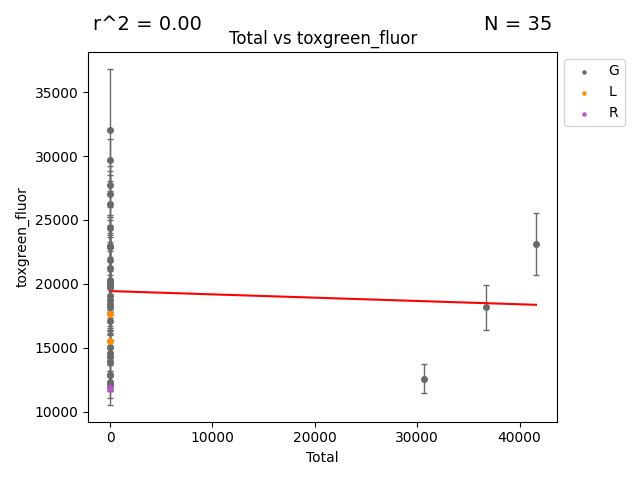 r^2 = 0.00
N = 35
Total vs toxgreen_fluor
G
L
R
35000
30000
25000
20000
15000
10000
toxgreen_fluor
0
10000
20000
30000
40000
Total